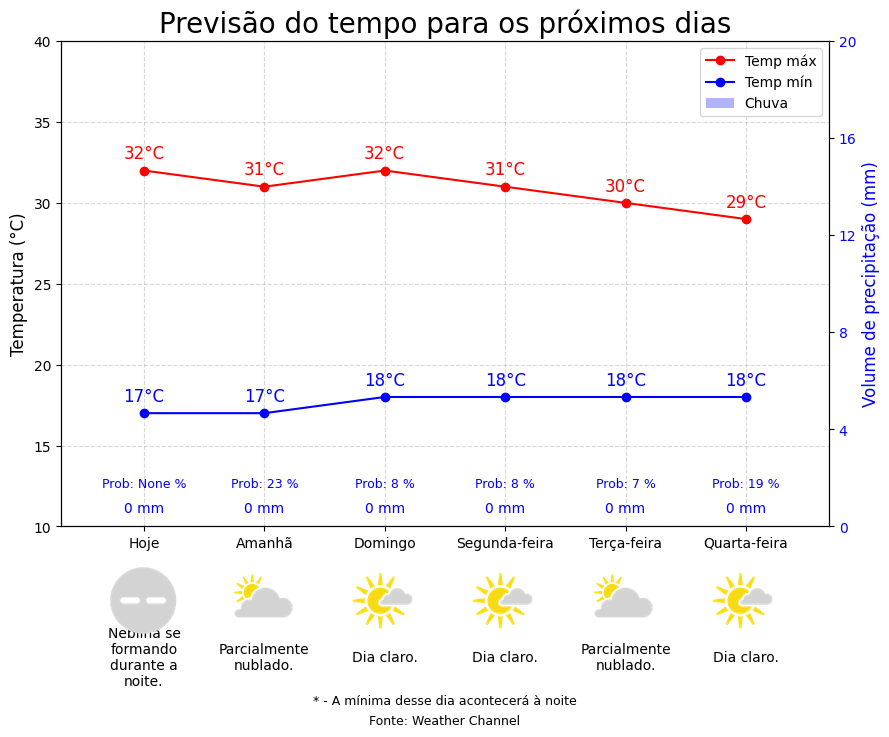 Previsão do tempo para os próximos dias
Temp máx
Temp mín
Chuva
Temperatura (°C)
Volume de precipitação (mm)
40
35
30
25
20
15
10
20
16
12
8
4
0
32°C
31°C
32°C
31°C
30°C
29°C
17°C
17°C
18°C
18°C
18°C
18°C
Prob: None %
Prob: 23 %
Prob: 8 %
Prob: 8 %
Prob: 7 %
Prob: 19 %
0 mm
0 mm
0 mm
0 mm
0 mm
0 mm
Hoje
Amanhã
Domingo
Segunda-feira
Terça-feira
Quarta-feira
Neblina se
formando
durante a
noite.
Parcialmente
nublado.
Dia claro.
Dia claro.
Parcialmente
nublado.
Dia claro.
* - A mínima desse dia acontecerá à noite
Fonte: Weather Channel